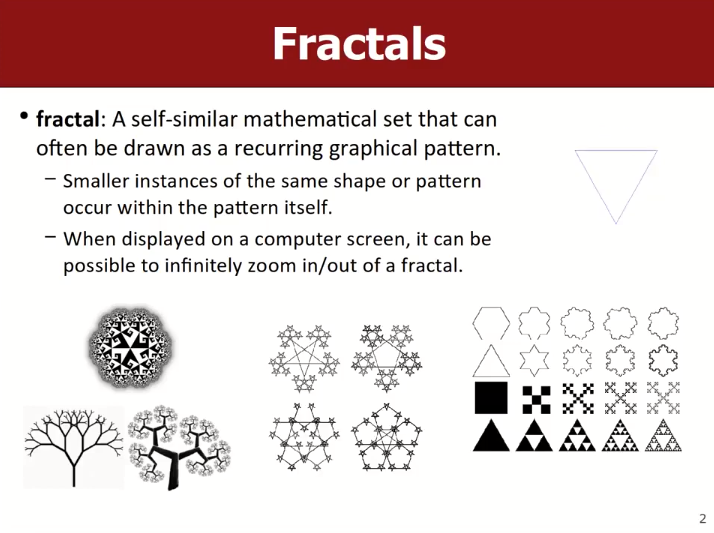 Fractals
• fractal: A self-similar mathematical set that can
often be drawn as a recurring graphical pattern.
– Smaller instances of the same shape or pattern
occur within the pattern itself.
– When displayed on a computer screen, it can be
possible to infinitely zoom in/out of a fractal.
2